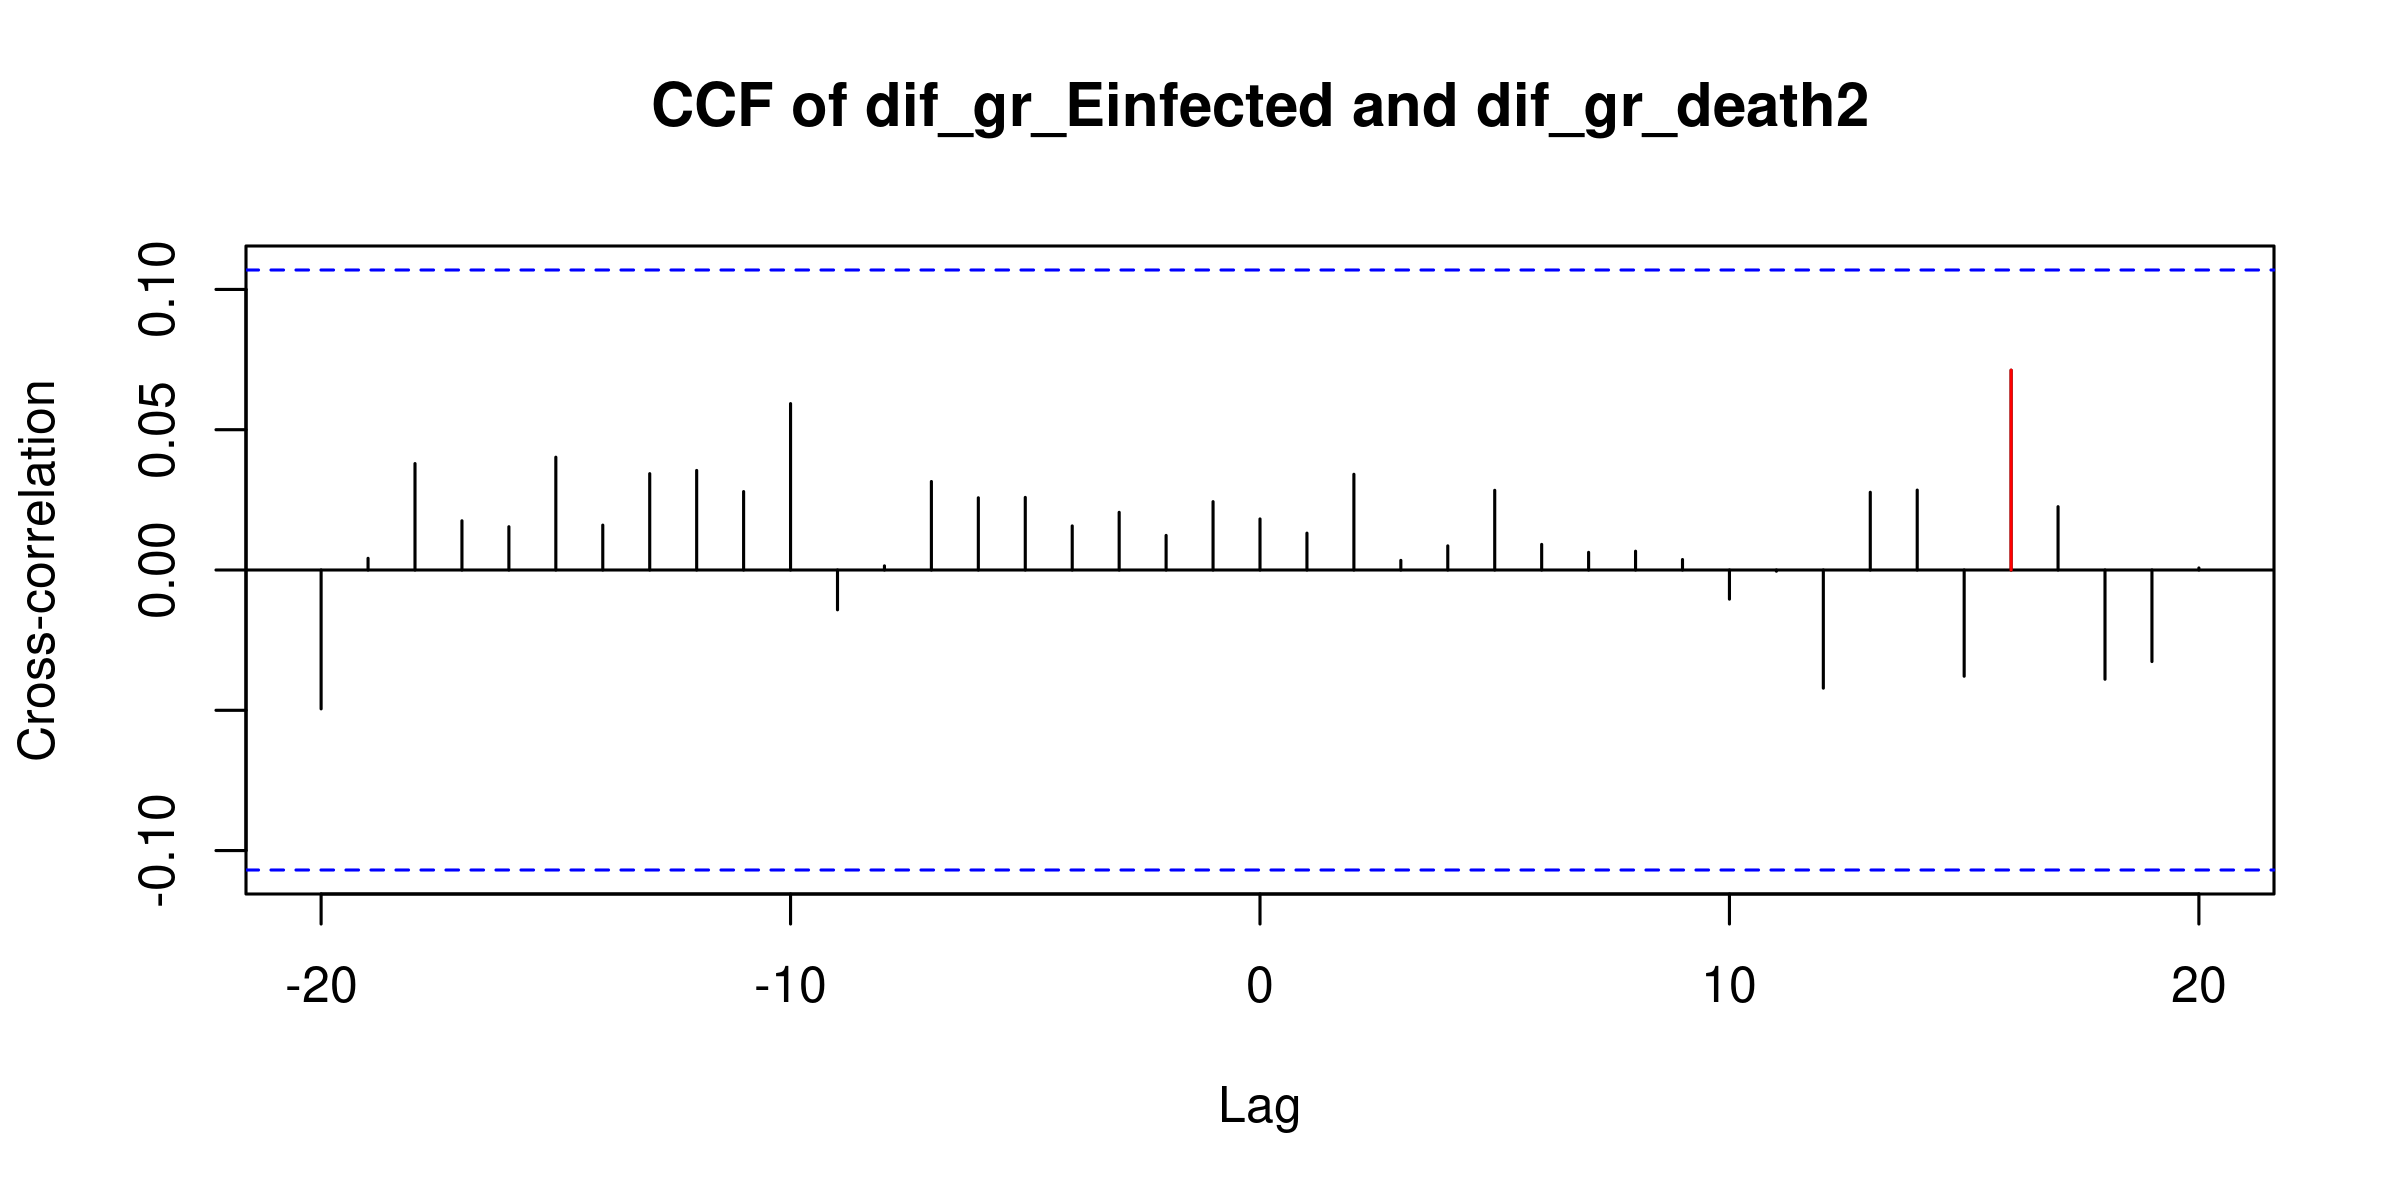 CCF of dif_gr_Einfected and dif_gr_death2
Cross-correlation
0.10
0.05
0.00
-0.10
-20 -10 0 10 20
Lag